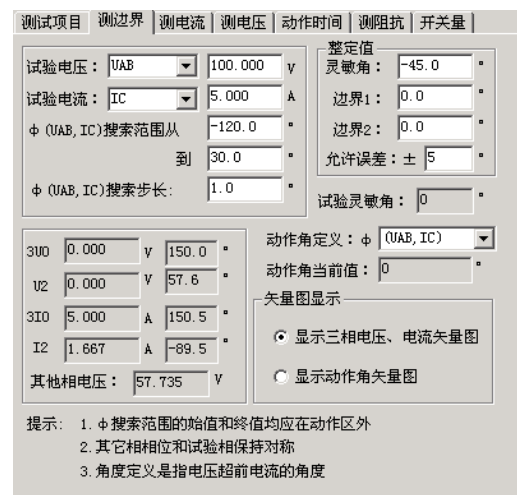 测试项目 测边界 测电流 测电压 动作时间 测阻抗 开关量
试验电压： UAB 100.000 V
试验电流： IC 5.000 A
φ(UAB,IC)搜索范围从 -120.0 °
到 30.0 °
φ(UAB,IC)搜索步长: 1.0 °
整定值
灵敏角： -45.0 °
边界1： 0.0 °
边界2： 0.0 °
允许误差：± 5 °
试验灵敏角： 0 °
3U0 0.000 V 150.0 °
U2 0.000 V 57.6 °
3I0 5.000 A 150.5 °
I2 1.667 A -89.5 °
其他相电压： 57.735 V
动作角定义：φ (UAB,IC)
动作角当前值： 0 °
矢量图显示
显示三相电压、电流矢量图
显示动作角矢量图
提示: 1.φ搜索范围的始值和终值均应在动作区外
2.其它相相位和试验相保持对称
3.角度定义是指电压超前电流的角度